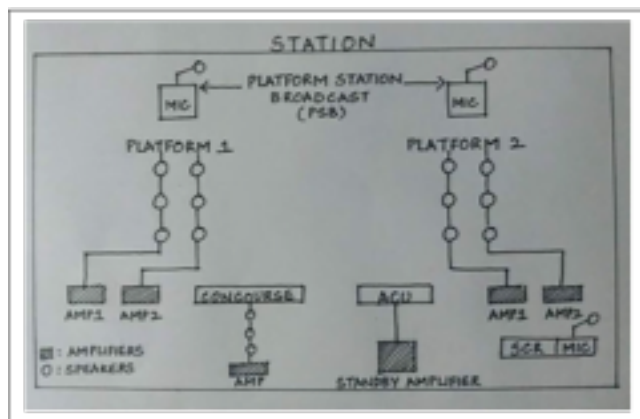 STATION
MIC
PLATFORM STATION
BROADCAST
(PSB)
MIC
PLATFORM 1
PLATFORM 2
AMP1
AMP2
CONCOURSE
ACU
AMP1
AMP2
SCR MIC
: AMPLIFIERS
: SPEAKERS
AMP
STANDBY AMPLIFIER